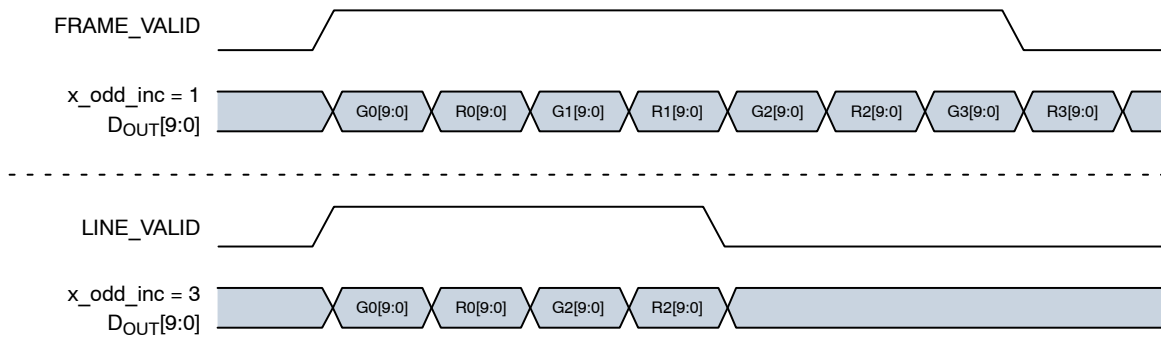 FRAME_VALID
x_odd_inc = 1
DOUT[9:0]
G0[9:0] R0[9:0] G1[9:0] R1[9:0] G2[9:0] R2[9:0] G3[9:0] R3[9:0]
LINE_VALID
x_odd_inc = 3
DOUT[9:0]
G0[9:0] R0[9:0] G2[9:0] R2[9:0]